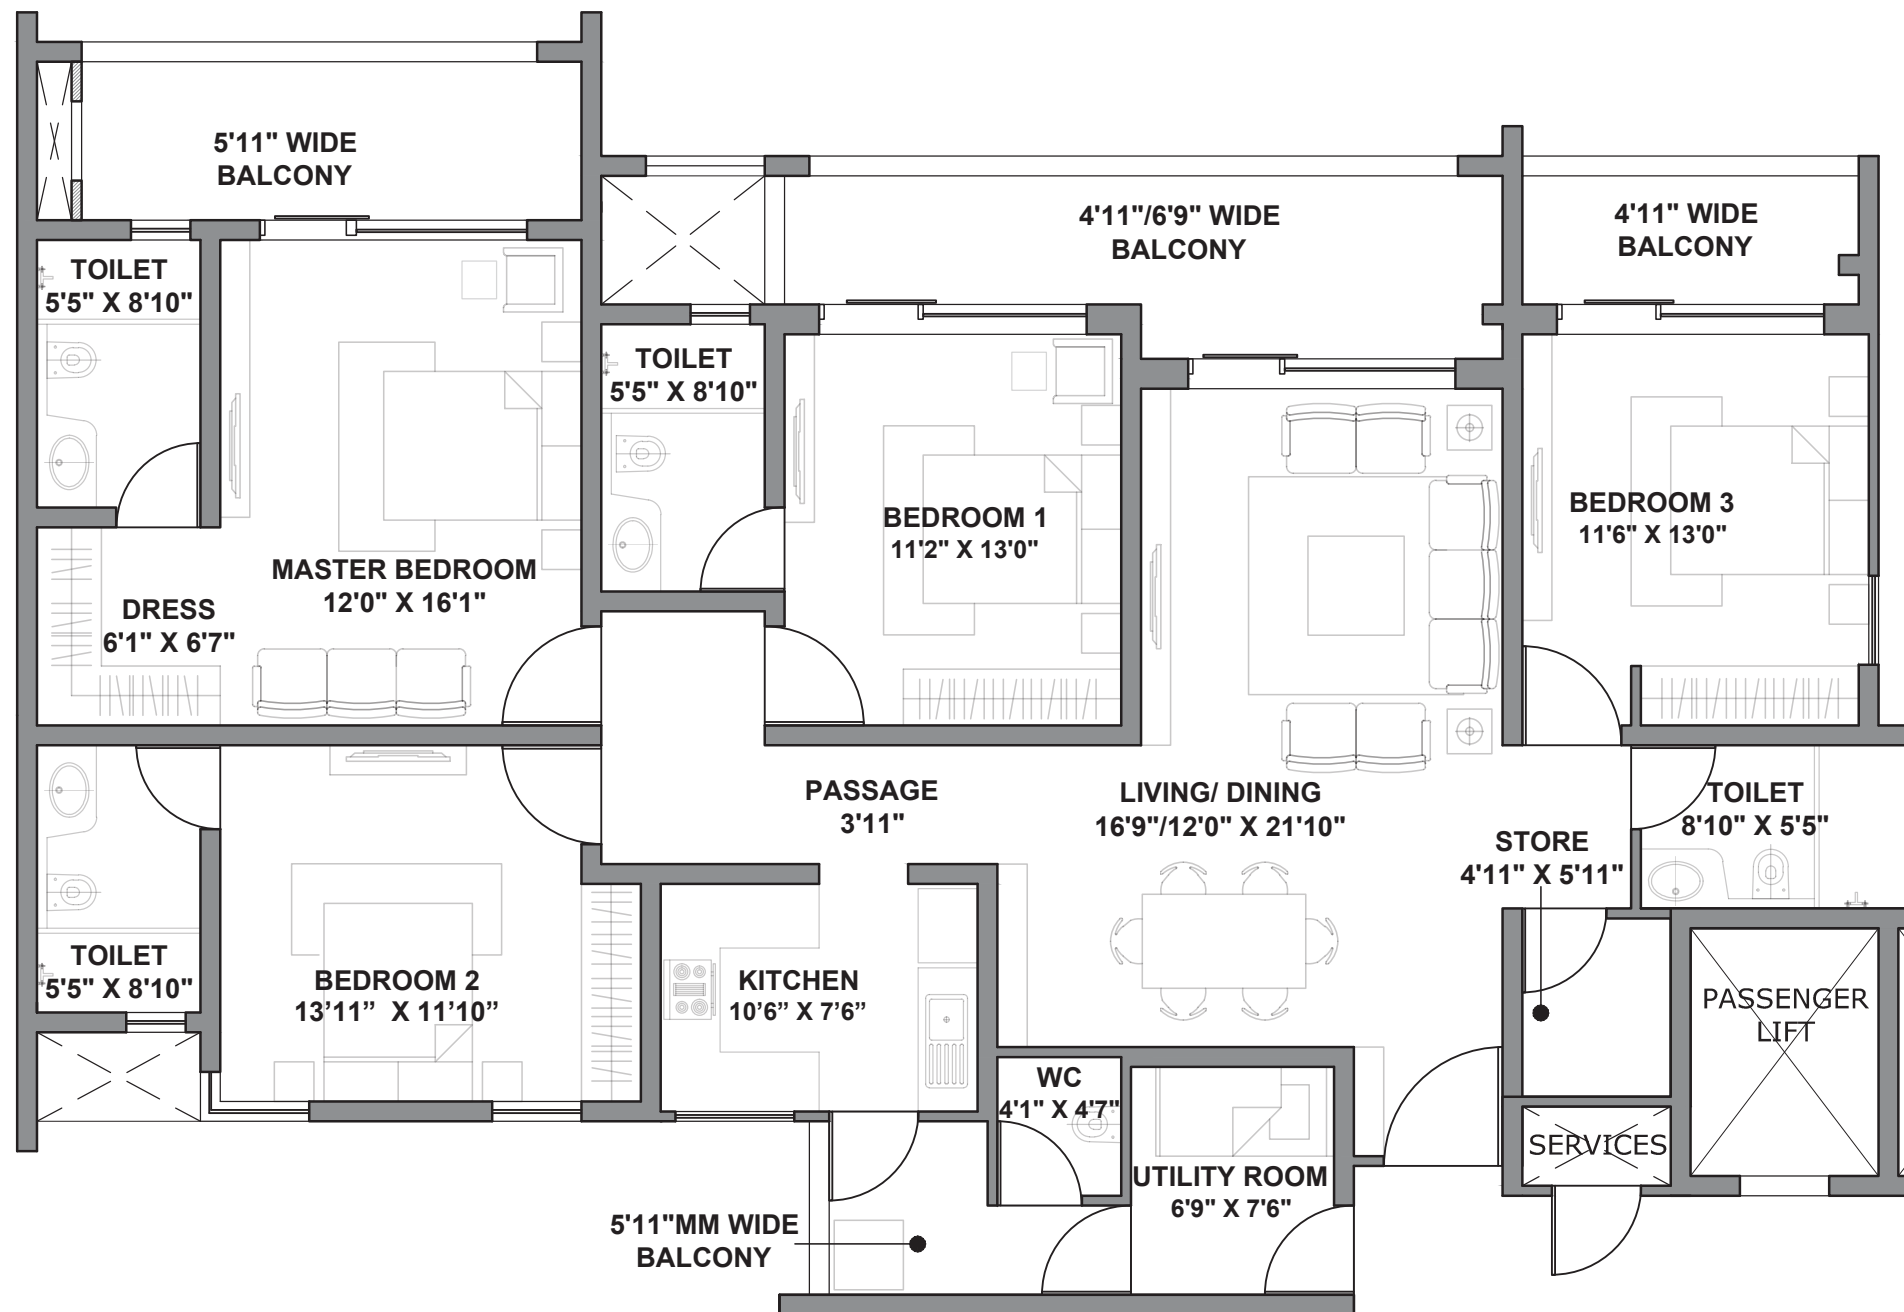 5'11" WIDE
BALCONY
4'11"/6'9" WIDE
BALCONY
4'11" WIDE
BALCONY
TOILET
5'5" X 8'10"
TOILET
5'5" X 8'10"
BEDROOM 1
11'2" X 13'0"
BEDROOM 3
11'6" X 13'0"
MASTER BEDROOM
12'0" X 16'1"
DRESS
6'1" X 6'7"
PASSAGE
3'11"
LIVING/ DINING
16'9"/12'0" X 21'10"
TOILET
8'10" X 5'5"
STORE
4'11" X 5'11"
TOILET
5'5" X 8'10"
BEDROOM 2
13’11” X 11’10”
KITCHEN
10’6” X 7’6”
PASSENGER
LIFT
WC
4'1" X 4'7"
SERVICES
UTILITY ROOM
6'9" X 7'6"
5'11"MM WIDE
BALCONY